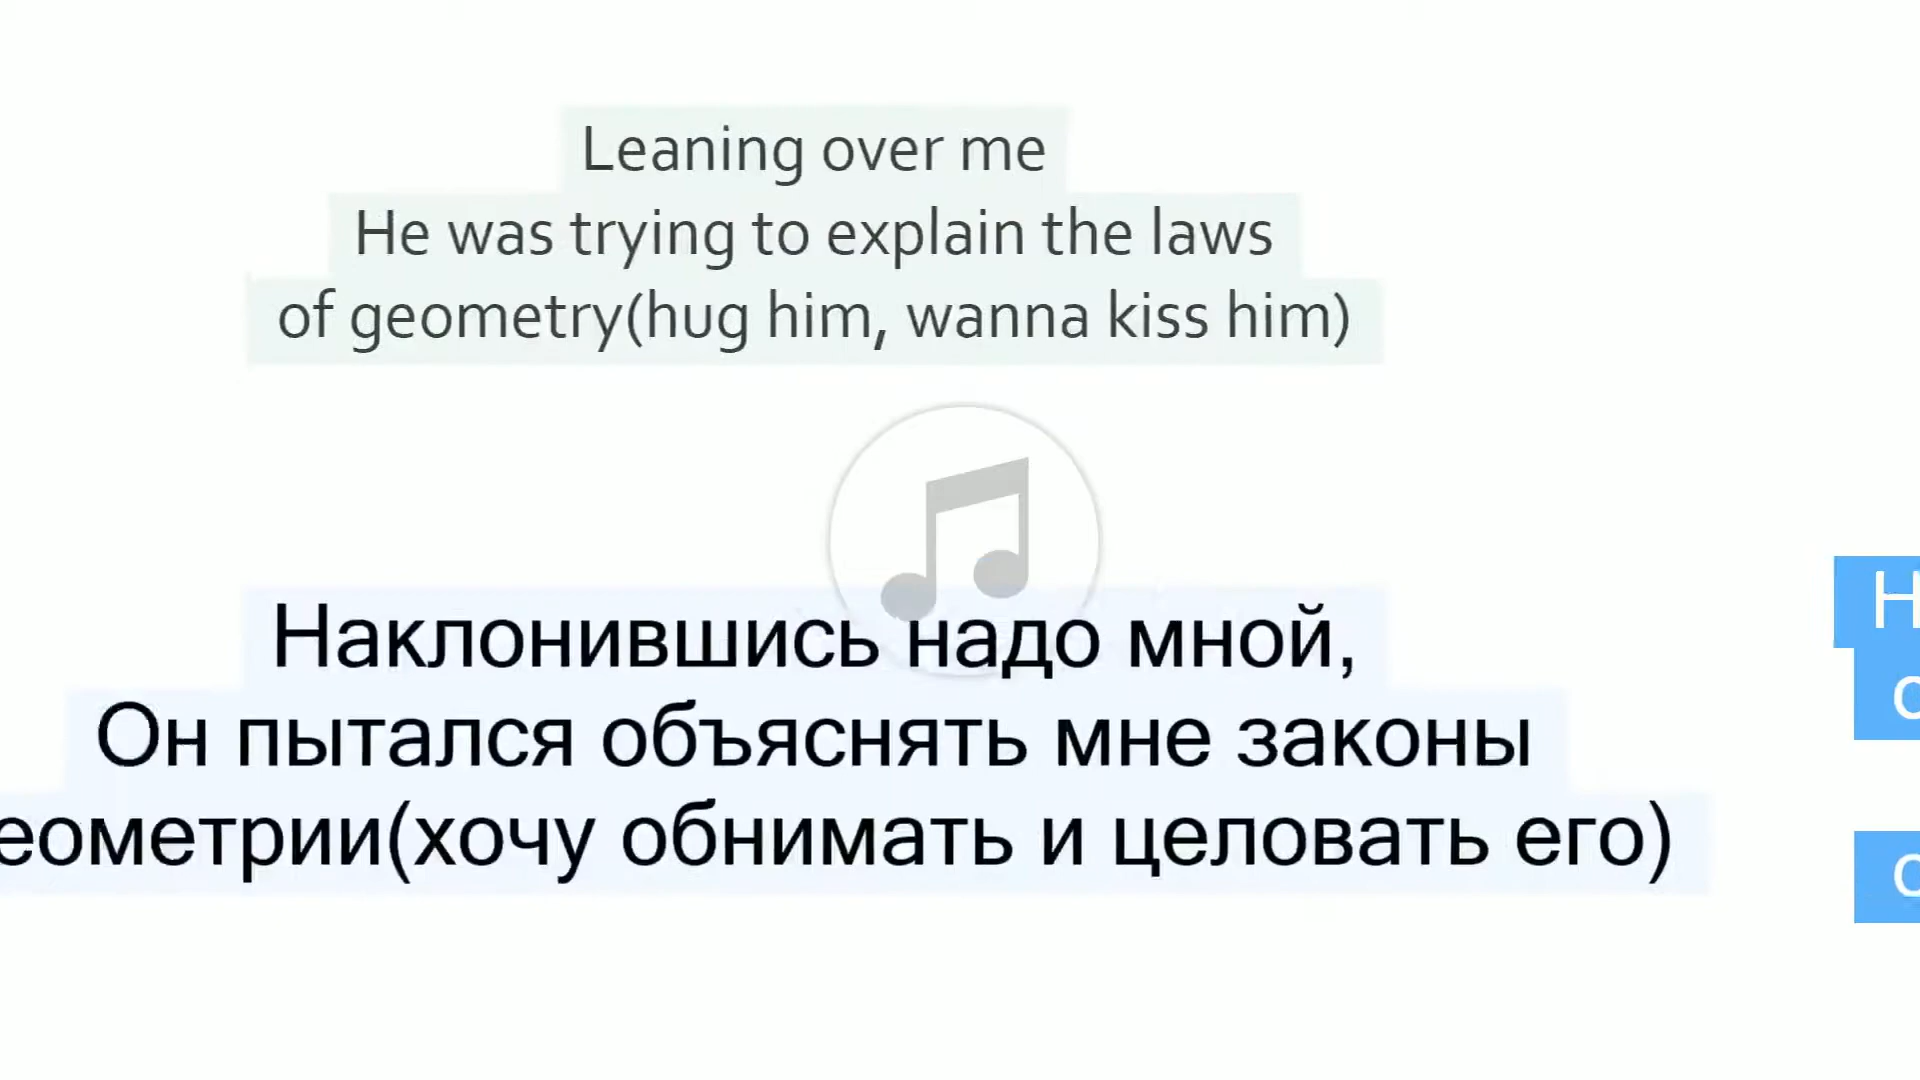 Leaning over me
He was trying to explain the laws
of geometry(hug him, wanna kiss him)
Наклонившись надо мной,
Он пытался объяснять мне законы
еометрии(хочу обнимать и целовать его)